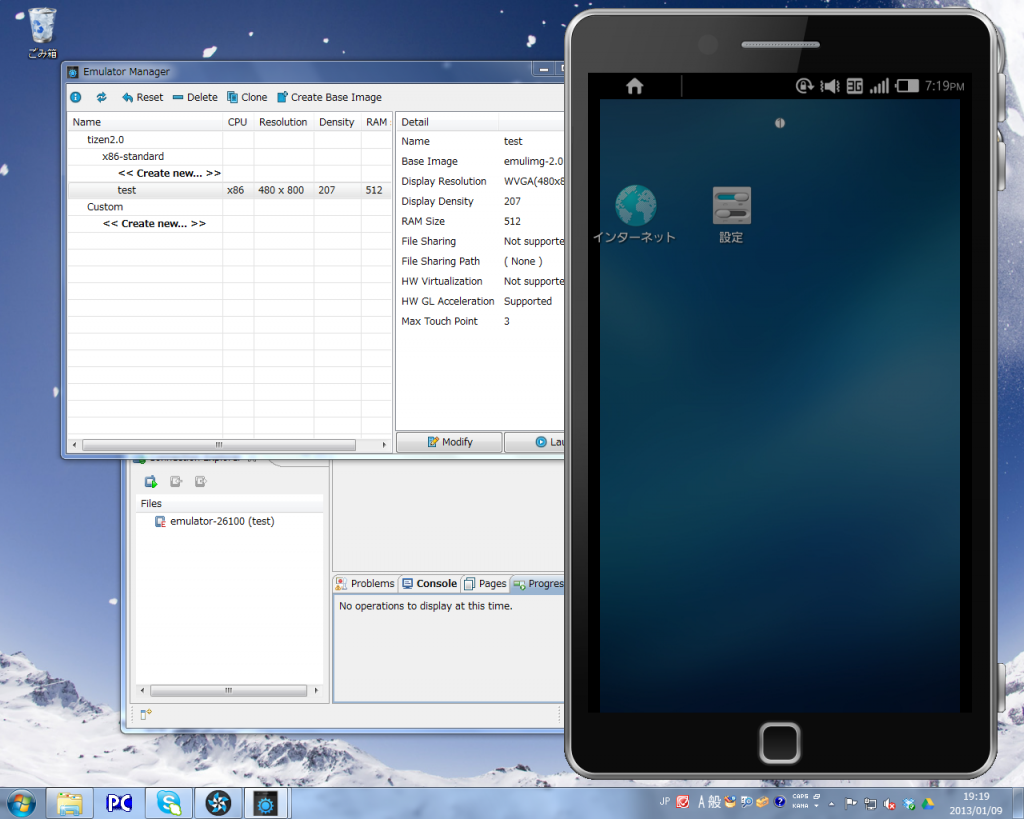 ごみ箱
Emulator Manager
Reset Delete Clone Create Base Image
Name CPU Resolution Density RAM
tizen2.0
x86-standard
<< Create new... >>
test x86 480 x 800 207 512
Custom
<< Create new... >>
Detail
Name test
Base Image emulimg-2.0
Display Resolution WVGA(480x8
Display Density 207
RAM Size 512
File Sharing Not supporte
File Sharing Path ( None )
HW Virtualization Not supporte
HW GL Acceleration Supported
Max Touch Point 3
Modify Lau
Connection Explorer
Files
emulator-26100 (test)
Problems Console Pages Progres
No operations to display at this time.
3G 7:19PM
1
インターネット 設定
PC
JP A 般 CAPS KANA
19:19
2013/01/09